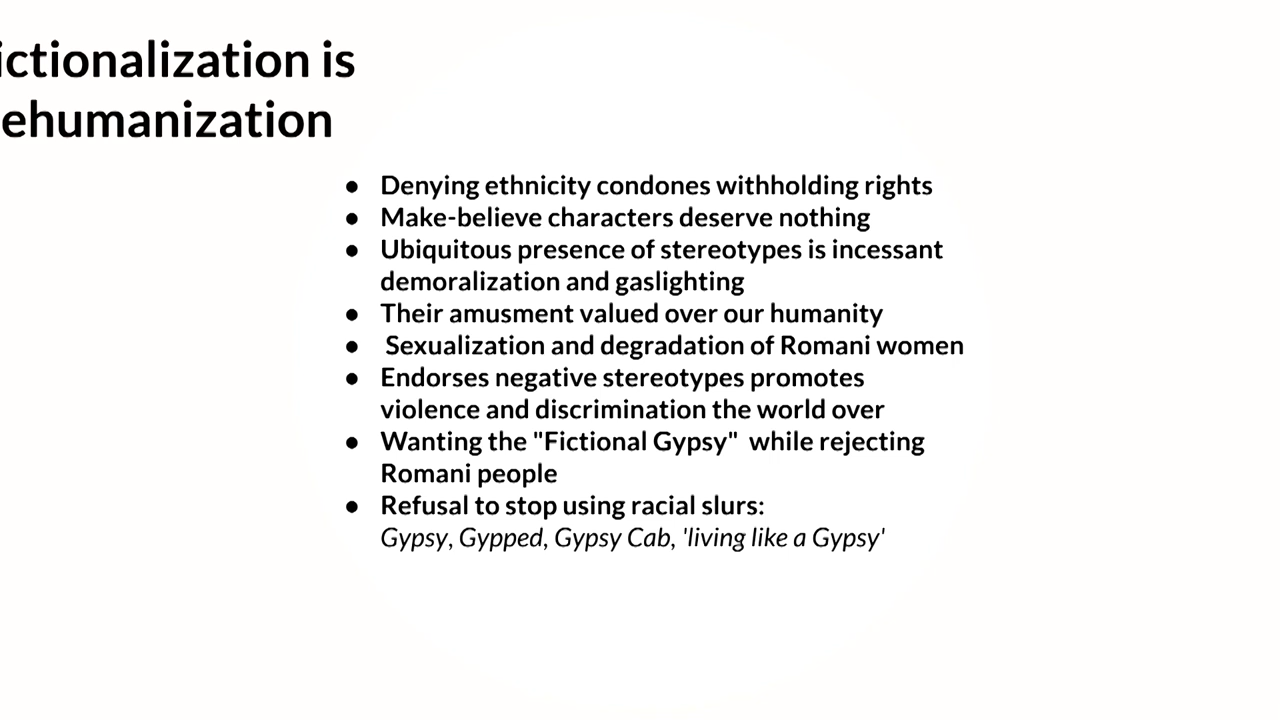 ictionalization is
ehumanization
● Denying ethnicity condones withholding rights
● Make-believe characters deserve nothing
● Ubiquitous presence of stereotypes is incessant
demoralization and gaslighting
● Their amusment valued over our humanity
● Sexualization and degradation of Romani women
● Endorses negative stereotypes promotes
violence and discrimination the world over
● Wanting the "Fictional Gypsy" while rejecting
Romani people
● Refusal to stop using racial slurs:
Gypsy, Gypped, Gypsy Cab, 'living like a Gypsy'